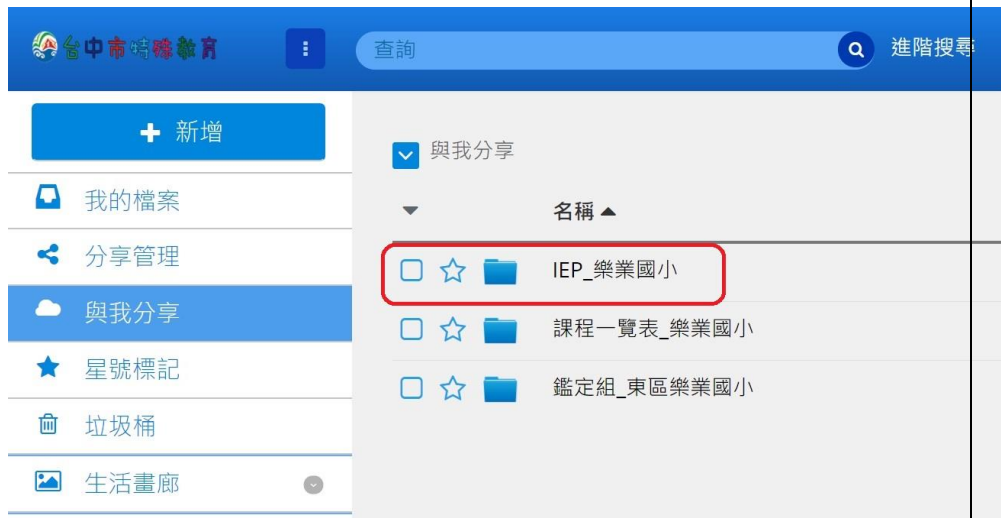 台中市特殊教育
查詢
進階搜尋
新增
我的檔案
分享管理
與我分享
星號標記
垃圾桶
生活畫廊
與我分享
名稱
IEP_樂業國小
課程一覽表_樂業國小
鑑定組_東區樂業國小